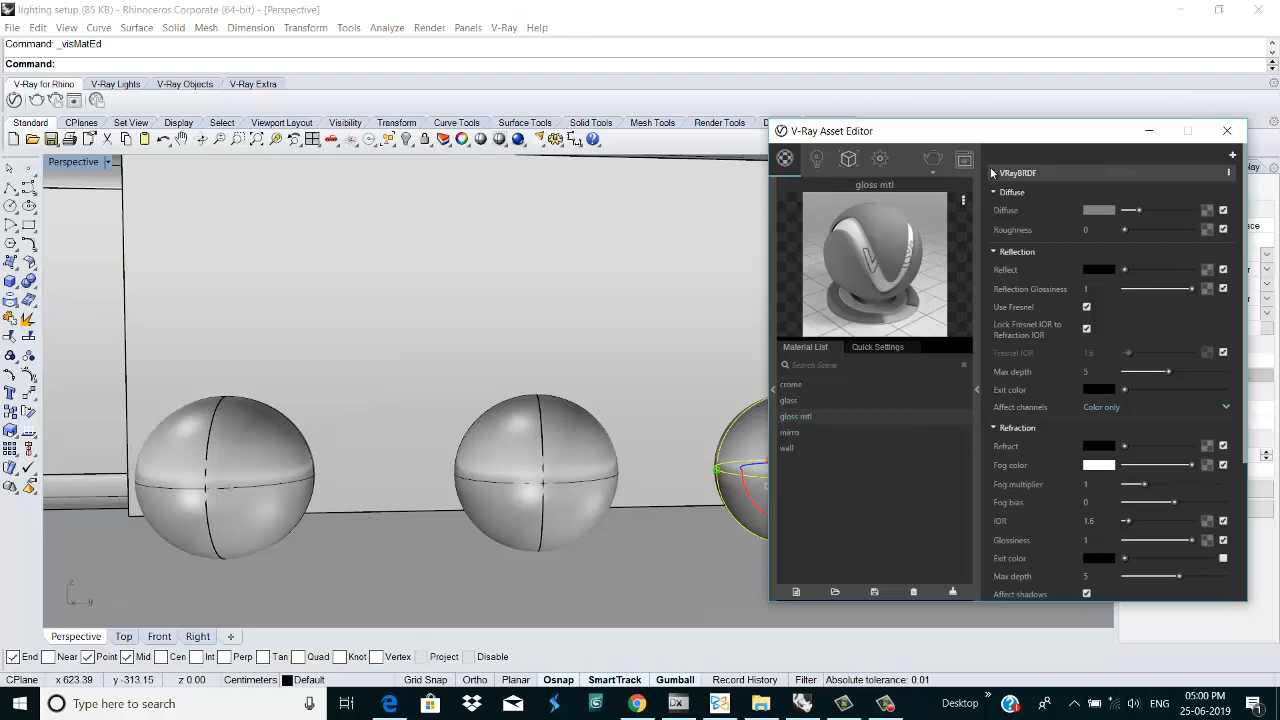 lighting setup (85 KB) - Rhinoceros Corporate (64-bit) - [Perspective]
File Edit View Curve Surface Solid Mesh Dimension Transform Tools Analyze Render Panels V-Ray Help
Command: _visMatEd
Command:
V-Ray for Rhino V-Ray Lights V-Ray Objects V-Ray Extra
Standard CPlanes Set View Display Select Viewport Layout Visibility Transform Curve Tools Surface Tools Solid Tools Mesh Tools Render Tools
Perspective
V-Ray Asset Editor
gloss mtl
Material List Quick Settings
Search Scene
crome
glass
gloss mtl
mirro
wall
VRayBRDF
Diffuse
Diffuse
Roughness 0
Reflection
Reflect
Reflection Glossiness 1
Use Fresnel
Lock Fresnel IOR to
Refraction IOR
Fresnel IOR 1.6
Max depth 5
Exit color
Affect channels Color only
Refraction
Refract
Fog color
Fog multiplier 1
Fog bias 0
IOR 1.6
Glossiness 1
Exit color
Max depth 5
Affect shadows
z
x y
Perspective Top Front Right
End Near Point Mid Cen Int Perp Tan Quad Knot Vertex Project Disable
CPlane x 623.39 y -313.15 z 0.00 Centimeters Default Grid Snap Ortho Planar Osnap SmartTrack Gumball Record History Filter Absolute tolerance: 0.01
Type here to search
Desktop
ENG
05:00 PM
25-06-2019